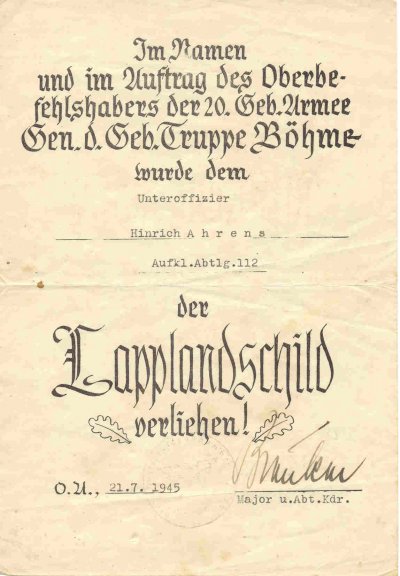 Im Namen
und im Auftrag des Oberbe-
fehlshabers der 20. Geb. Armee
Gen. d. Geb. Truppe Böhme
wurde dem
Unteroffizier
Hinrich Ahrens
Aufkl.Abtlg.112
der
Lapplandschild
verliehen!
O.U., 21.7.1945
Major u.Abt.Kdr.